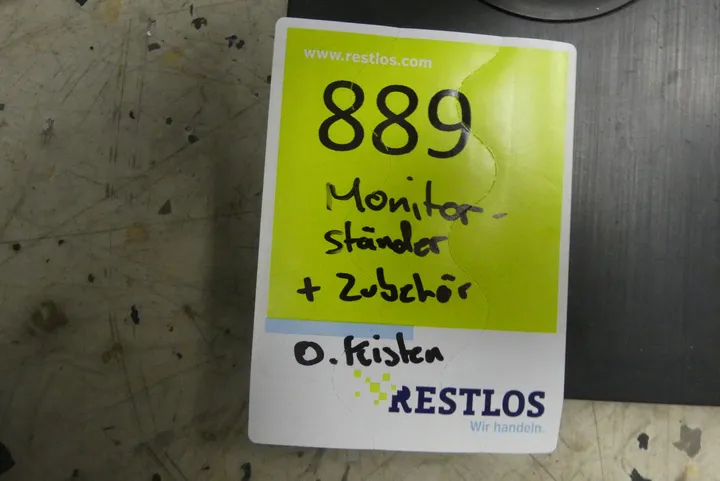 www.restlos.com
889
Monitor-
ständer
+ Zubehör
o. Kisten
RESTLOS
Wir handeln.